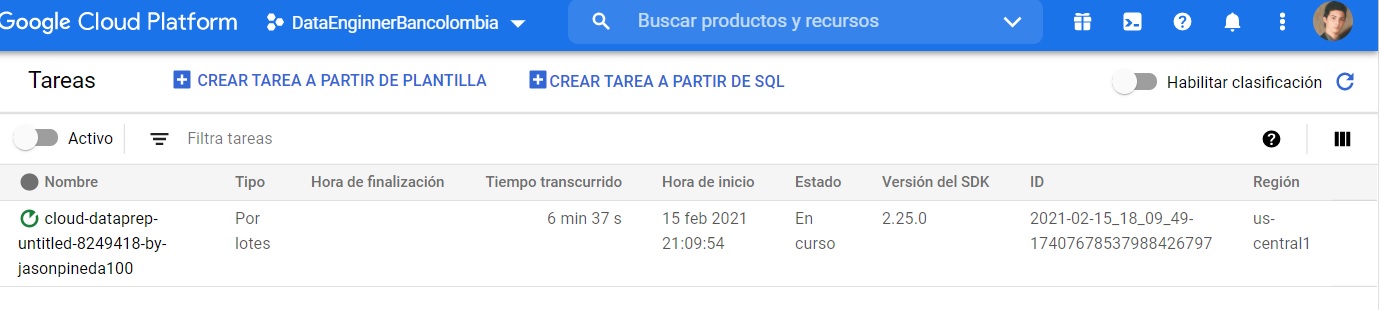 Google Cloud Platform DataEnginnerBancolombia Buscar productos y recursos
Tareas CREAR TAREA A PARTIR DE PLANTILLA CREAR TAREA A PARTIR DE SQL Habilitar clasificación
Activo Filtra tareas
Nombre Tipo Hora de finalización Tiempo transcurrido Hora de inicio Estado Versión del SDK ID Región
cloud-dataprep- Por 6 min 37 s 15 feb 2021 En 2.25.0 2021-02-15_18_09_49- us-
untitled-8249418-by- lotes 21:09:54 curso 17407678537988426797 central1
jasonpineda100